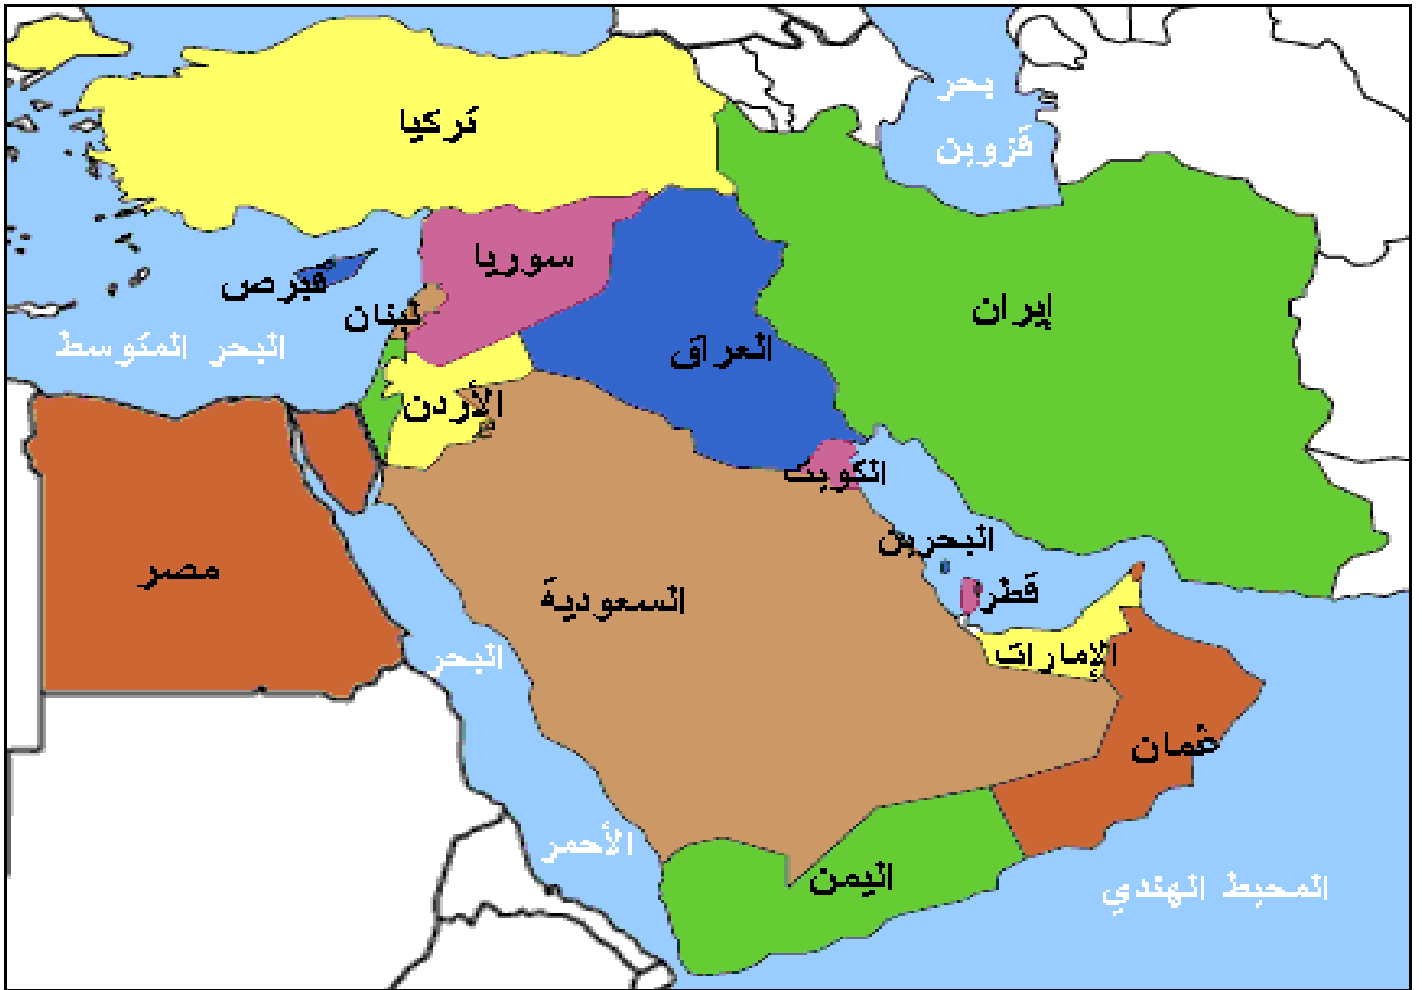 بحر
قزوين
تركيا
سوريا
قبرص
لبنان
إيران
البحر المتوسط
العراق
الأردن
الكويت
البحرين
مصر
السعودية
قطر
البحر
الإمارات
عُمان
الأحمر
اليمن
المحيط الهندي